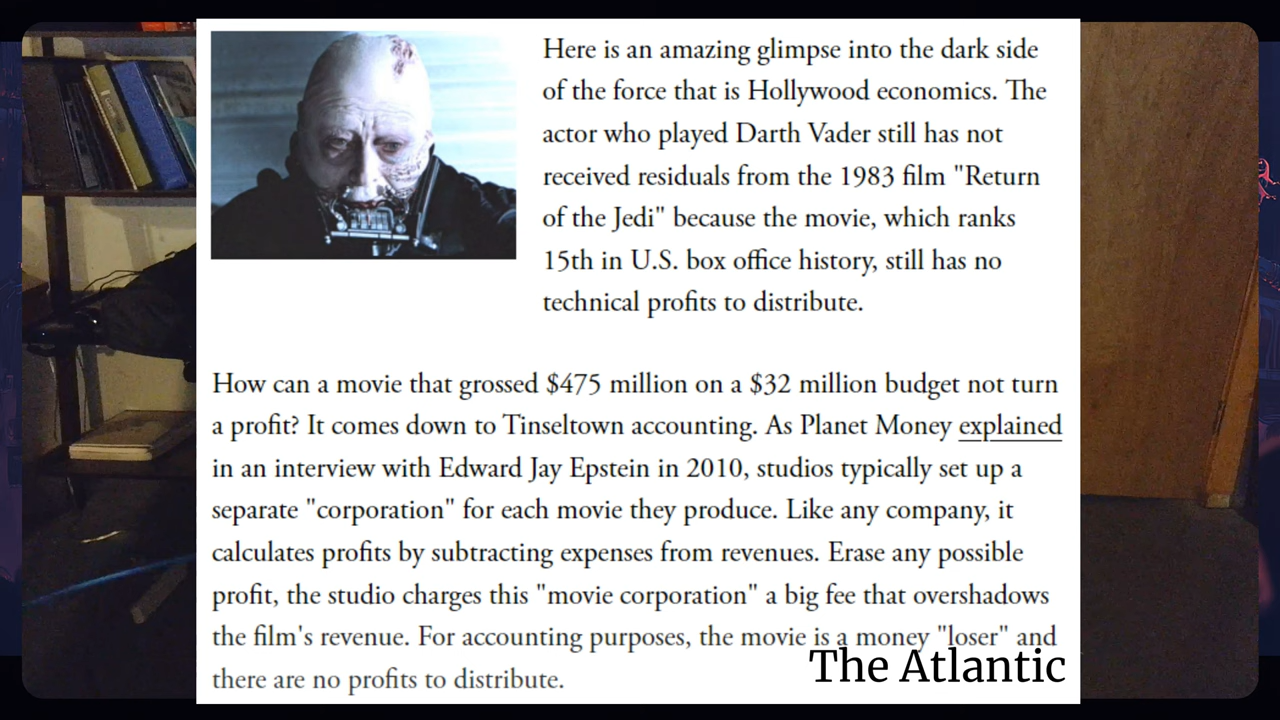 Here is an amazing glimpse into the dark side
of the force that is Hollywood economics. The
actor who played Darth Vader still has not
received residuals from the 1983 film "Return
of the Jedi" because the movie, which ranks
15th in U.S. box office history, still has no
technical profits to distribute.
How can a movie that grossed $475 million on a $32 million budget not turn
a profit? It comes down to Tinseltown accounting. As Planet Money explained
in an interview with Edward Jay Epstein in 2010, studios typically set up a
separate "corporation" for each movie they produce. Like any company, it
calculates profits by subtracting expenses from revenues. Erase any possible
profit, the studio charges this "movie corporation" a big fee that overshadows
the film's revenue. For accounting purposes, the movie is a money "loser" and
there are no profits to distribute.
The Atlantic